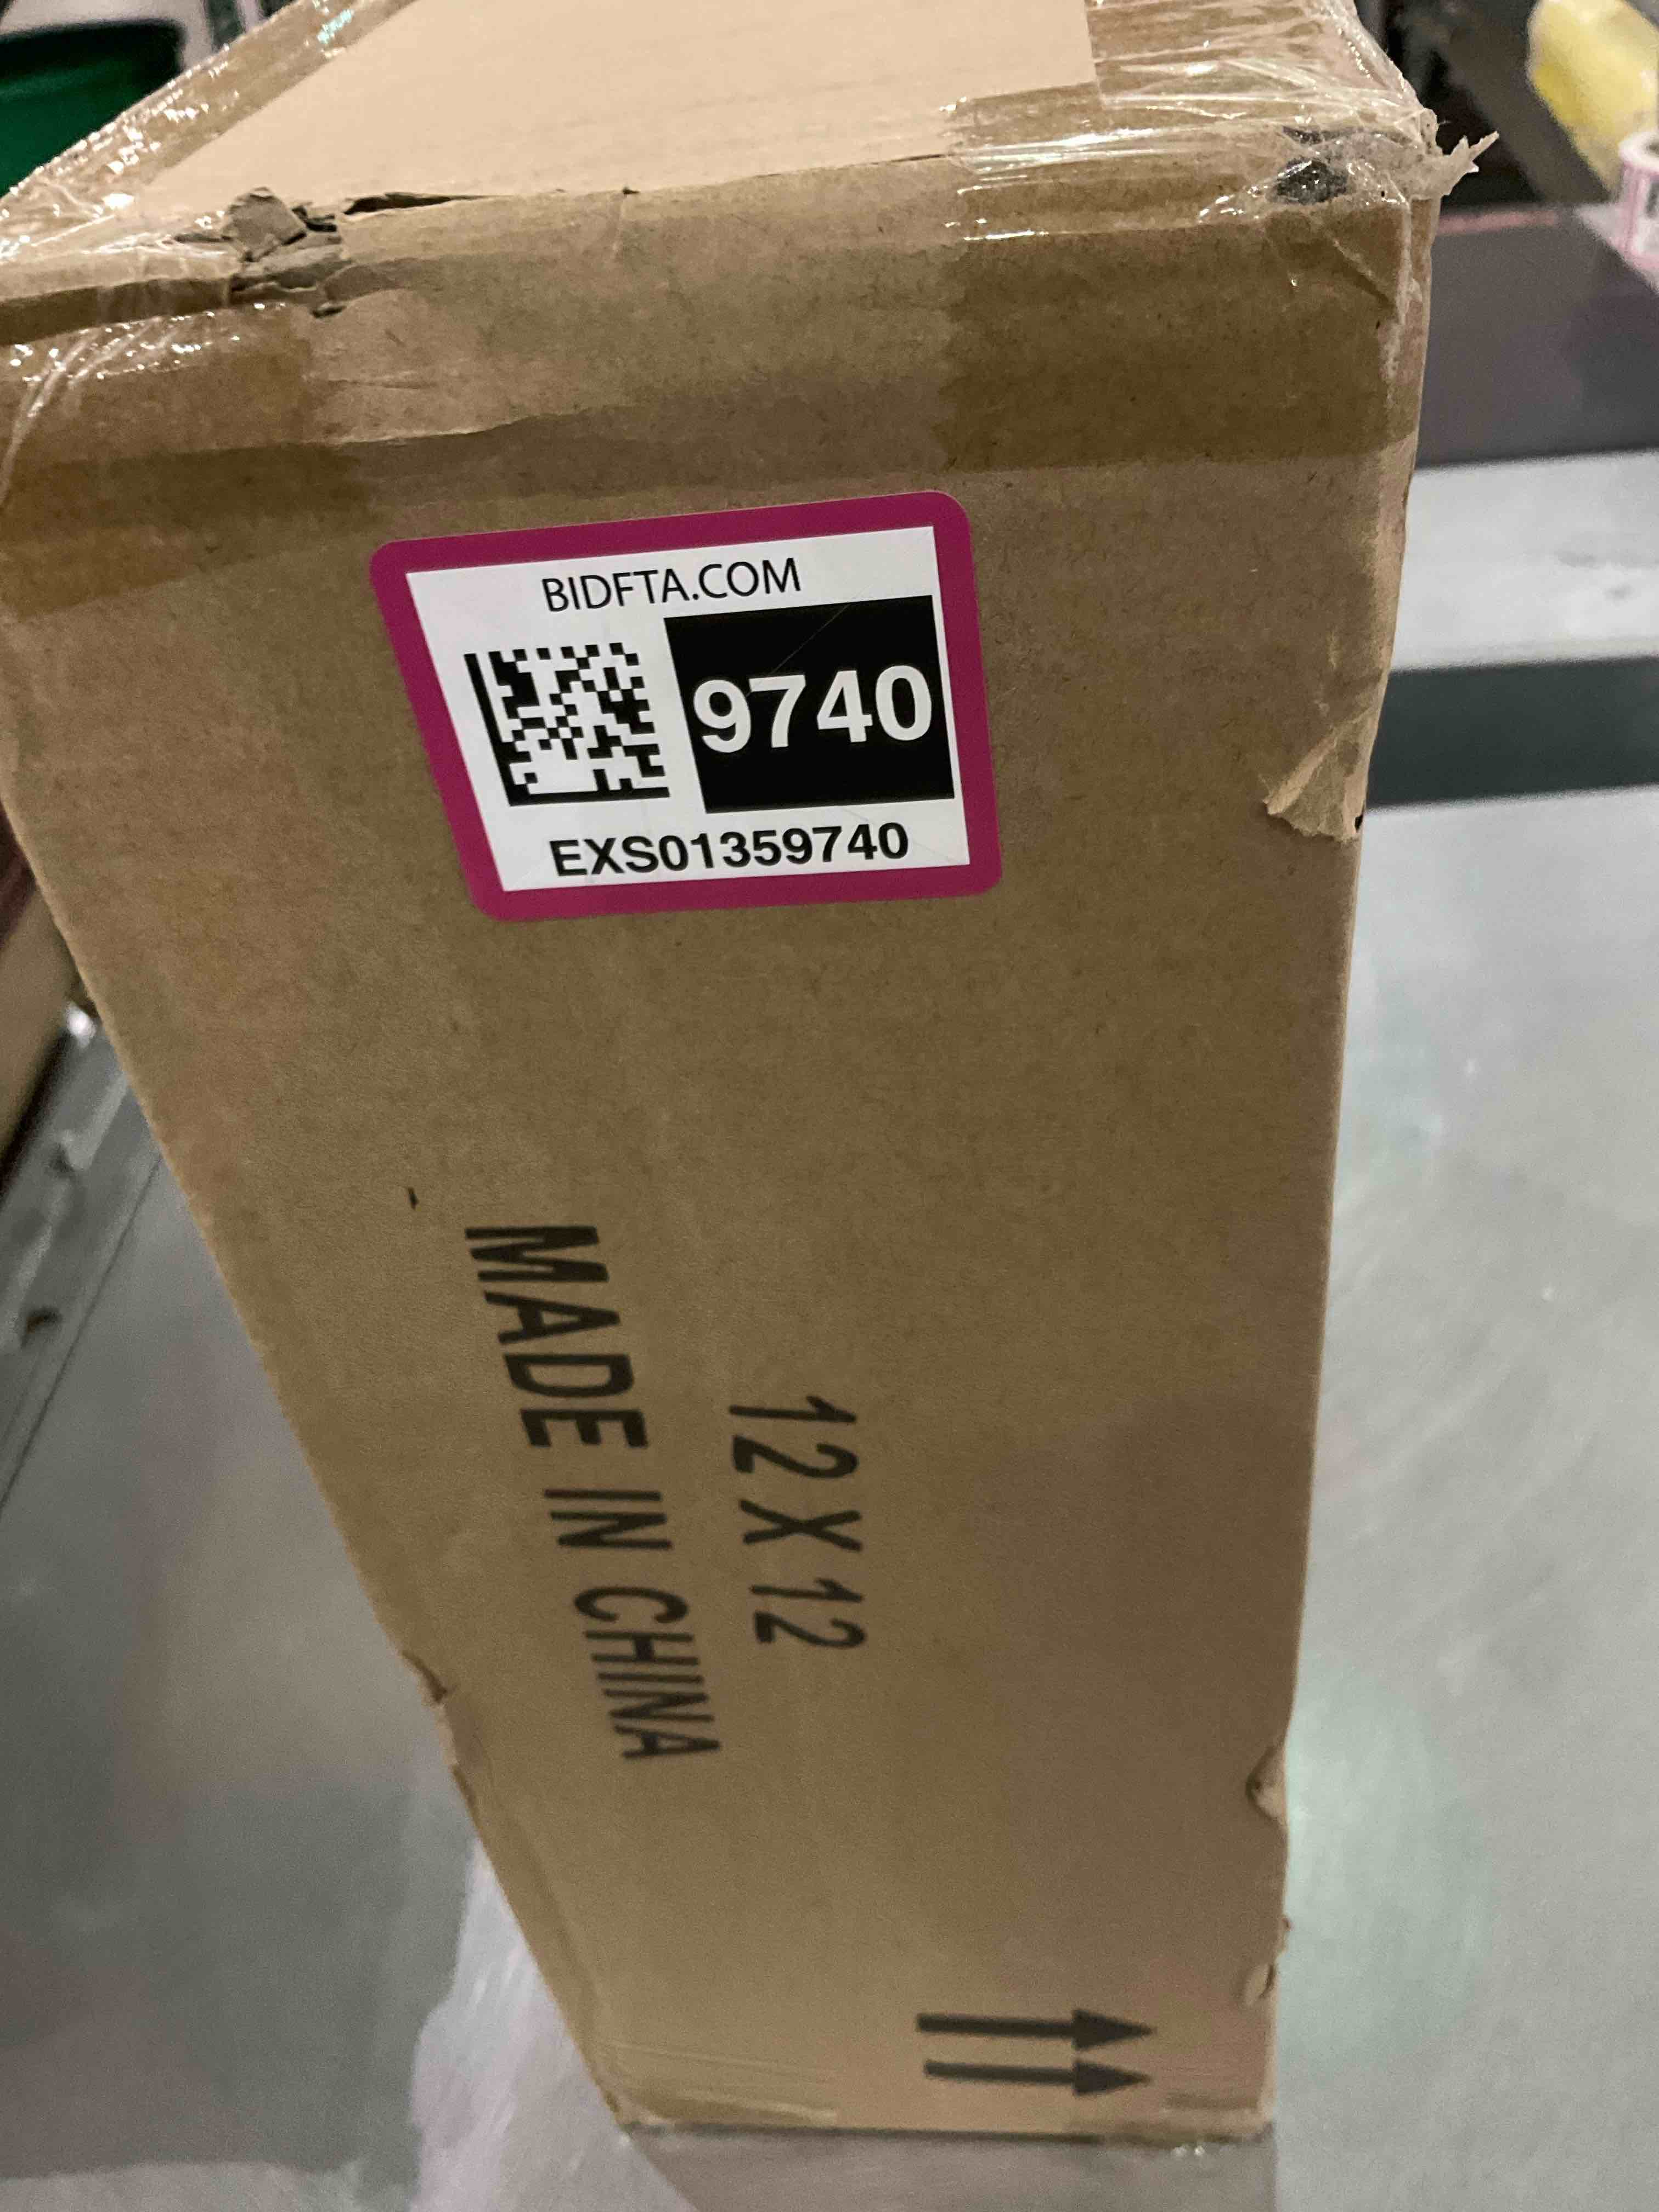 BIDFTA.COM
9740
EXS01359740
12 X 12
MADE IN CHINA